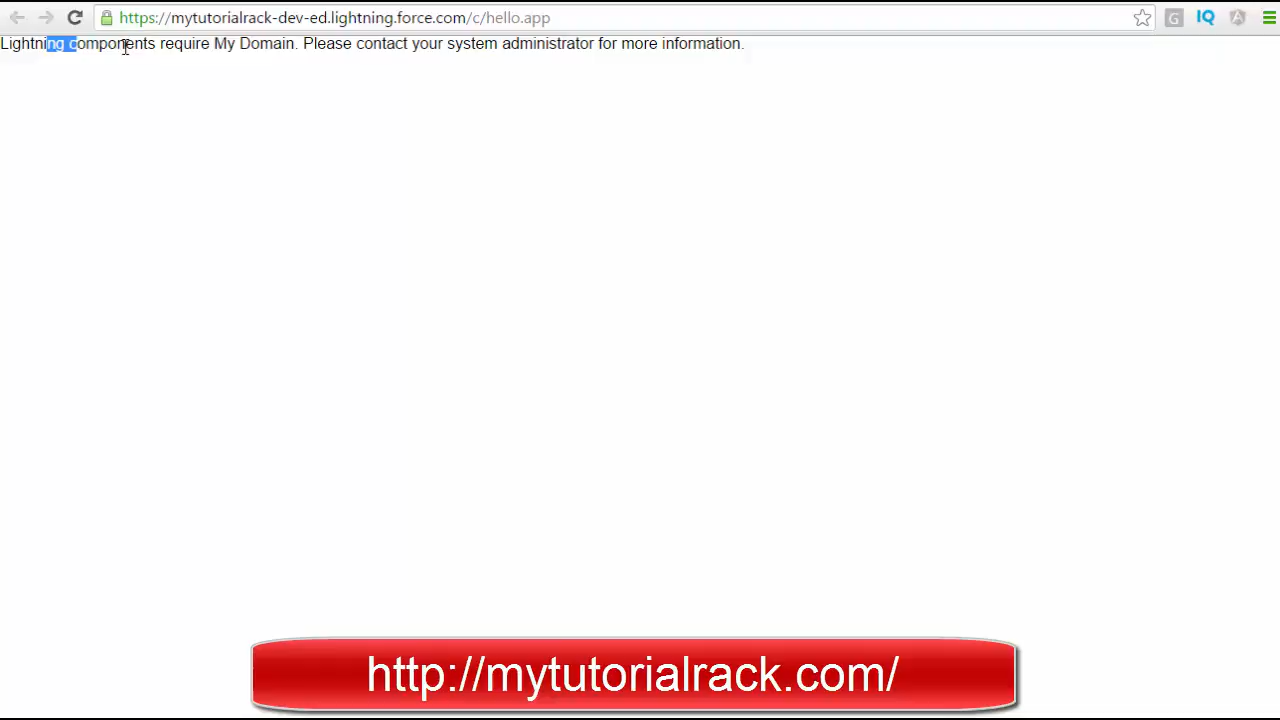 https://mytutorialrack-dev-ed.lightning.force.com/c/hello.app
G
IQ
A
Lightning components require My Domain. Please contact your system administrator for more information.
http://mytutorialrack.com/